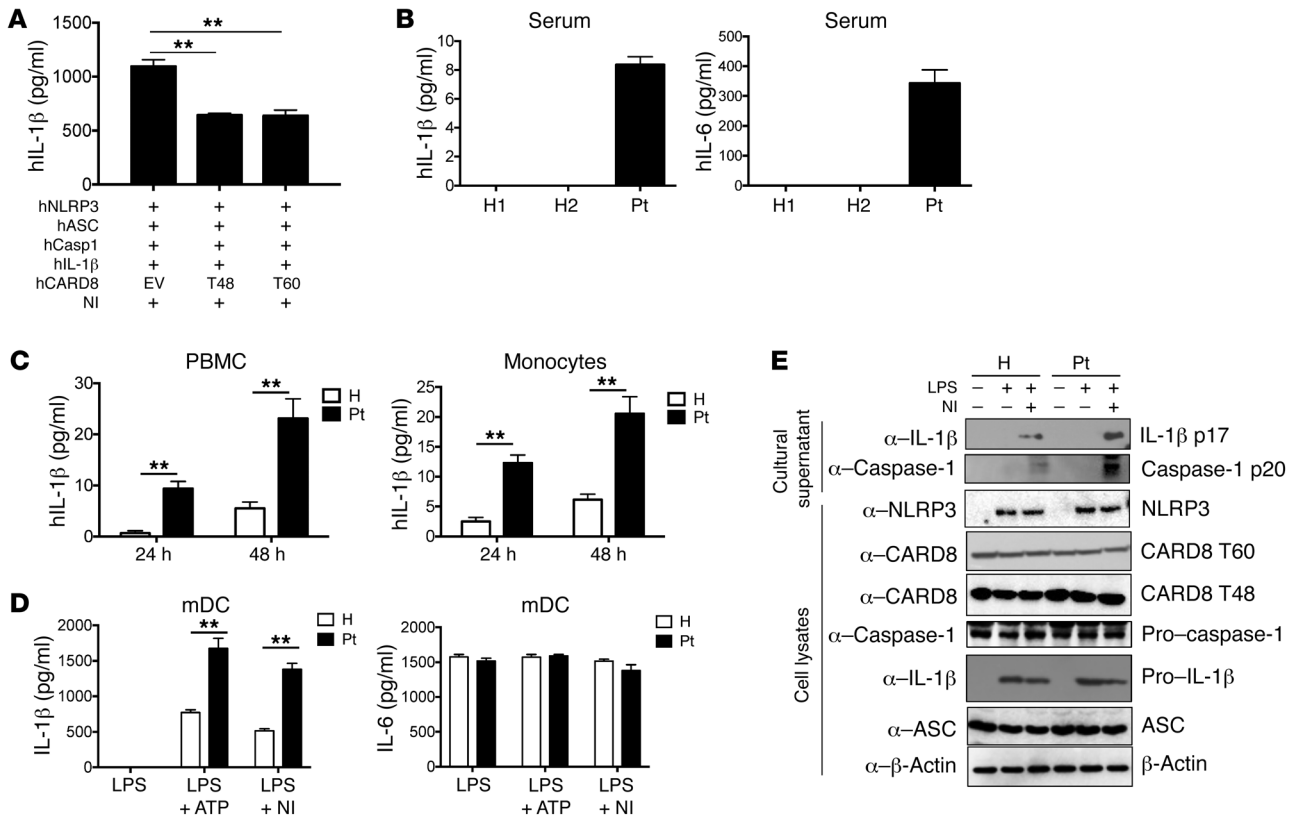 A
1500
1000
500
0
hIL-1β (pg/ml)
**
**
hNLRP3 + + +
hASC + + +
hCasp1 + + +
hIL-1β + + +
hCARD8 EV T48 T60
NI + + +
B
Serum
10
8
6
4
2
0
hIL-1β (pg/ml)
H1 H2 Pt
Serum
500
400
300
200
100
0
hIL-6 (pg/ml)
H1 H2 Pt
C
PBMC
30
20
10
0
hIL-1β (pg/ml)
**
**
H
Pt
24 h 48 h
Monocytes
25
20
15
10
5
0
hIL-1β (pg/ml)
**
**
H
Pt
24 h 48 h
D
mDC
2000
1500
1000
500
0
IL-1β (pg/ml)
**
**
H
Pt
LPS LPS LPS
+ ATP + NI
mDC
2000
1500
1000
500
0
IL-6 (pg/ml)
H
Pt
LPS LPS LPS
+ ATP + NI
E
H Pt
LPS – + + – + +
NI – – + – – +
Cultural
supernatant
α–IL-1β IL-1β p17
α–Caspase-1 Caspase-1 p20
Cell lysates
α–NLRP3 NLRP3
α–CARD8 CARD8 T60
α–CARD8 CARD8 T48
α–Caspase-1 Pro–caspase-1
α–IL-1β Pro–IL-1β
α–ASC ASC
α–β-Actin β-Actin